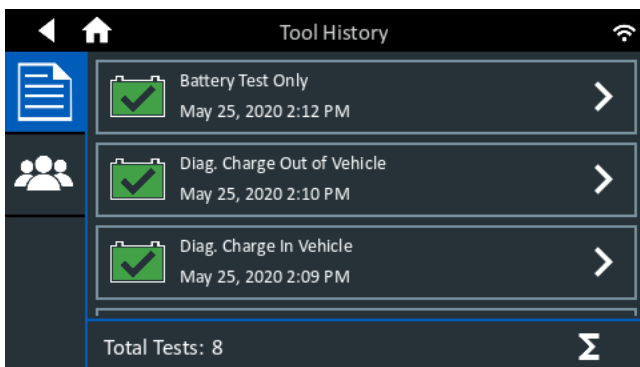 Tool History
Battery Test Only
May 25, 2020 2:12 PM
Diag. Charge Out of Vehicle
May 25, 2020 2:10 PM
Diag. Charge In Vehicle
May 25, 2020 2:09 PM
Total Tests: 8
Σ